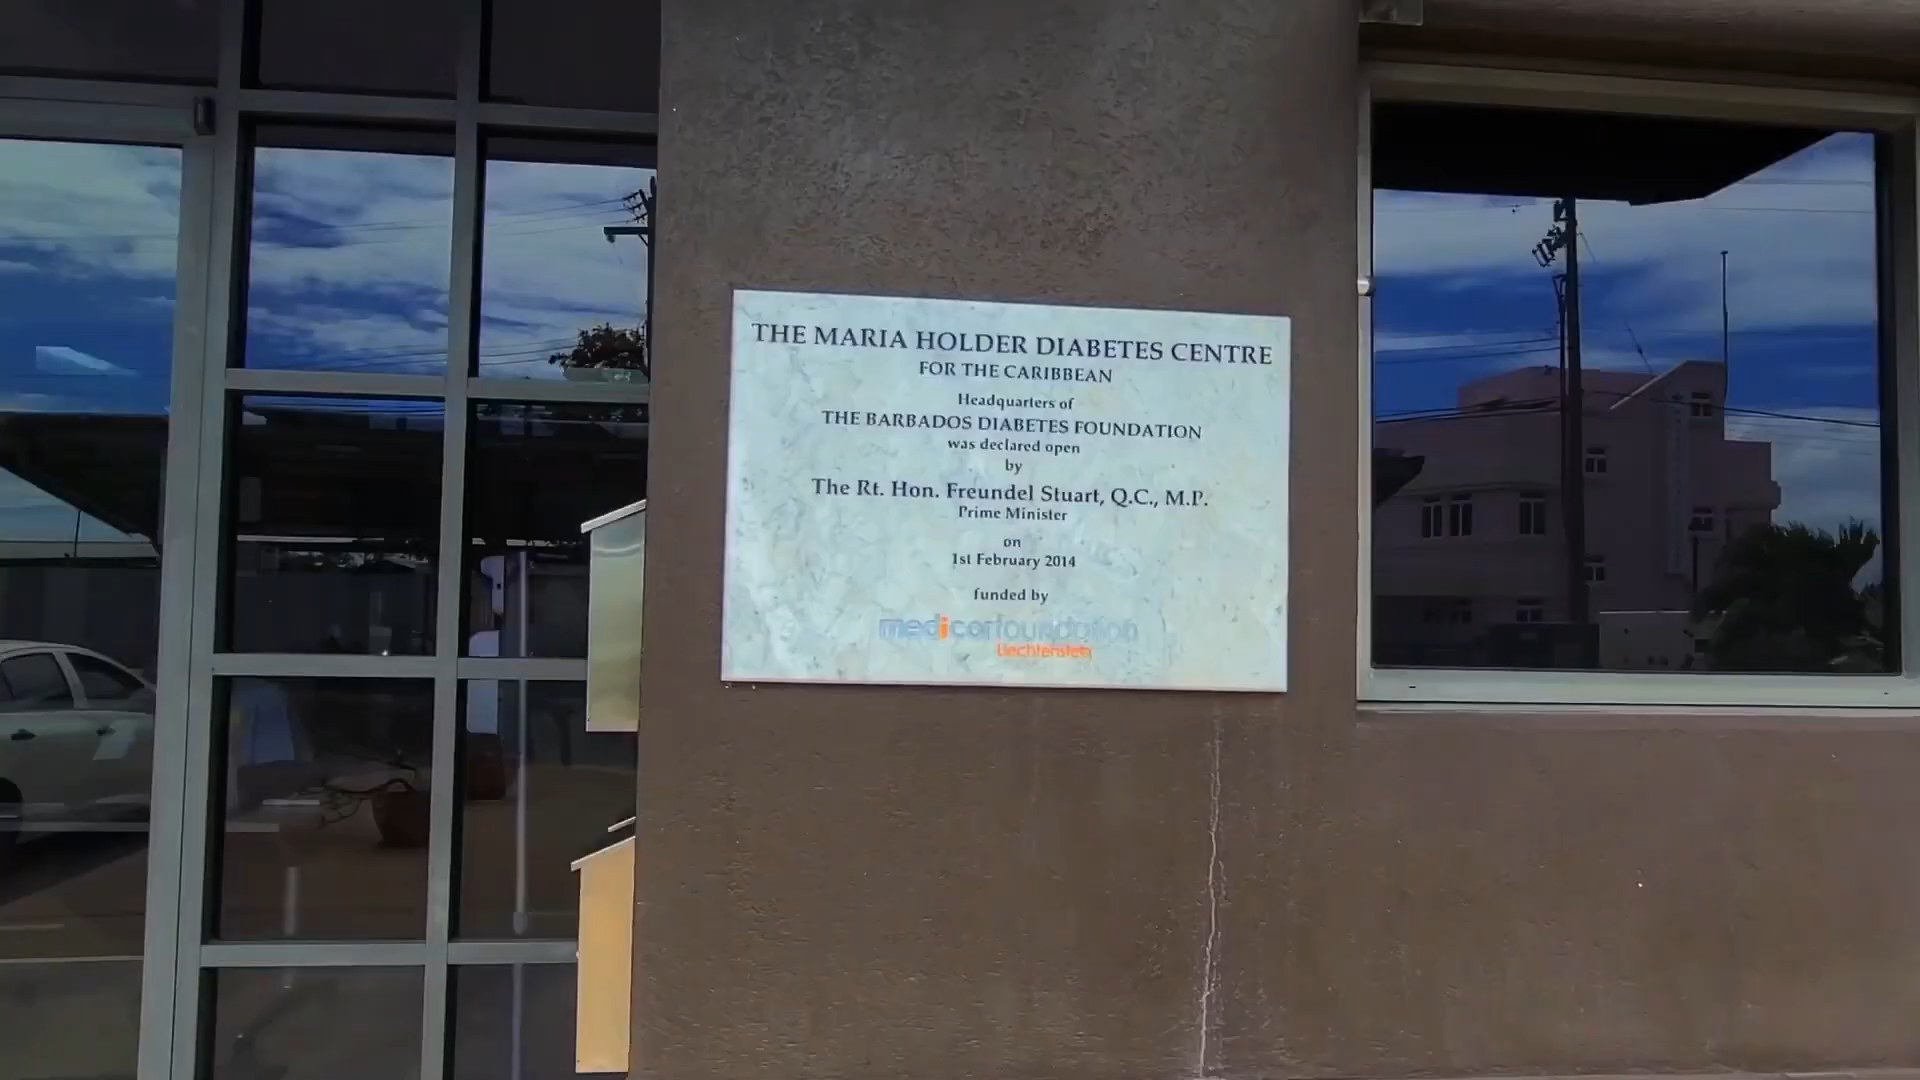 THE MARIA HOLDER DIABETES CENTRE
FOR THE CARIBBEAN
Headquarters of
THE BARBADOS DIABETES FOUNDATION
was declared open
by
The Rt. Hon. Freundel Stuart, Q.C., M.P.
Prime Minister
on
1st February 2014
funded by
medicorfoundation
Liechtenstein